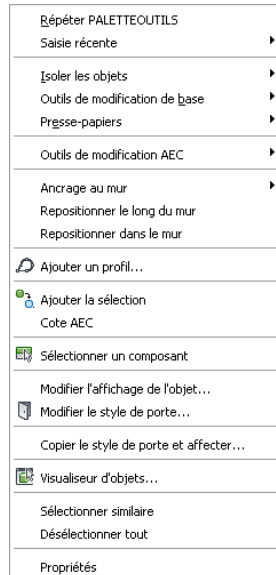 Répéter PALETTEOUTILS
Saisie récente
Isoler les objets
Outils de modification de base
Presse-papiers
Outils de modification AEC
Ancrage au mur
Repositionner le long du mur
Repositionner dans le mur
Ajouter un profil...
Ajouter la sélection
Cote AEC
Sélectionner un composant
Modifier l'affichage de l'objet...
Modifier le style de porte...
Copier le style de porte et affecter...
Visualiseur d'objets...
Sélectionner similaire
Désélectionner tout
Propriétés